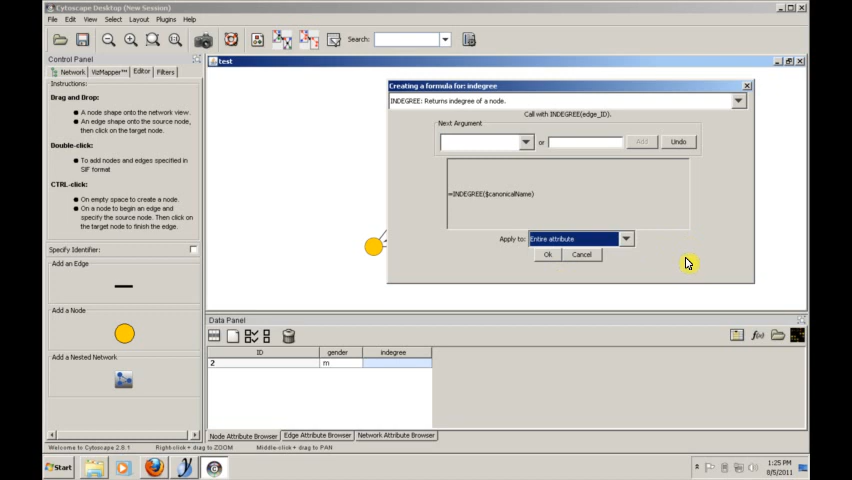 Cytoscape Desktop (New Session)
File Edit View Select Layout Plugins Help
Search:
Control Panel
Network VizMapper™ Editor Filters
Instructions:
Drag and Drop:
A node shape onto the network view.
An edge shape onto the source node, then click on the target node.
Double-click:
To add nodes and edges specified in SIF format
CTRL-click:
On empty space to create a node.
On a node to begin an edge and specify the source node. Then click on the target node to finish the edge.
Specify Identifier:
Add an Edge
Add a Node
Add a Nested Network
test
Creating a formula for: indegree
INDEGREE: Returns indegree of a node.
Call with INDEGREE(edge_ID).
Next Argument
or
Add
Undo
=INDEGREE($canonicalName)
Apply to: Entire attribute
Ok Cancel
Data Panel
f(x)
ID gender indegree
2 m
Node Attribute Browser Edge Attribute Browser Network Attribute Browser
Welcome to Cytoscape 2.8.1 Right-click + drag to ZOOM Middle-click + drag to PAN
Start
1:25 PM
8/5/2011